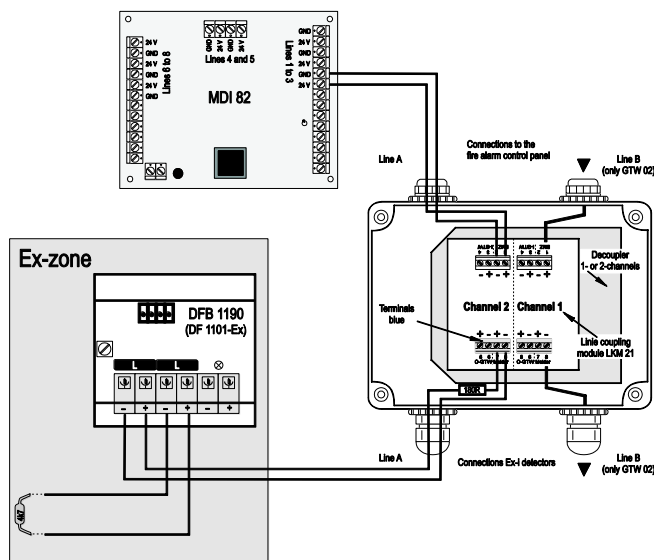 24 V
GND
24 V
GND
24 V
GND
Lines 6 to 8
GND
24 V
GND
24 V
Lines 4 and 5
MDI 82
Lines 1 to 3
GND
24 V
GND
24 V
GND
24 V
Line A
Connections to the
fire alarm control panel
Line B
(only GTW 02)
Decoupler
1- or 2-channels
Channel 2
Channel 1
Terminals
blue
Line coupling
module LKM 21
- + - +
- + - +
+ - + -
+ - + -
180R
Line A
Connections Ex-i detectors
Line B
(only GTW 02)
Ex-zone
DFB 1190
(DF 1101-Ex)
L
L
- + - + - +
4k7